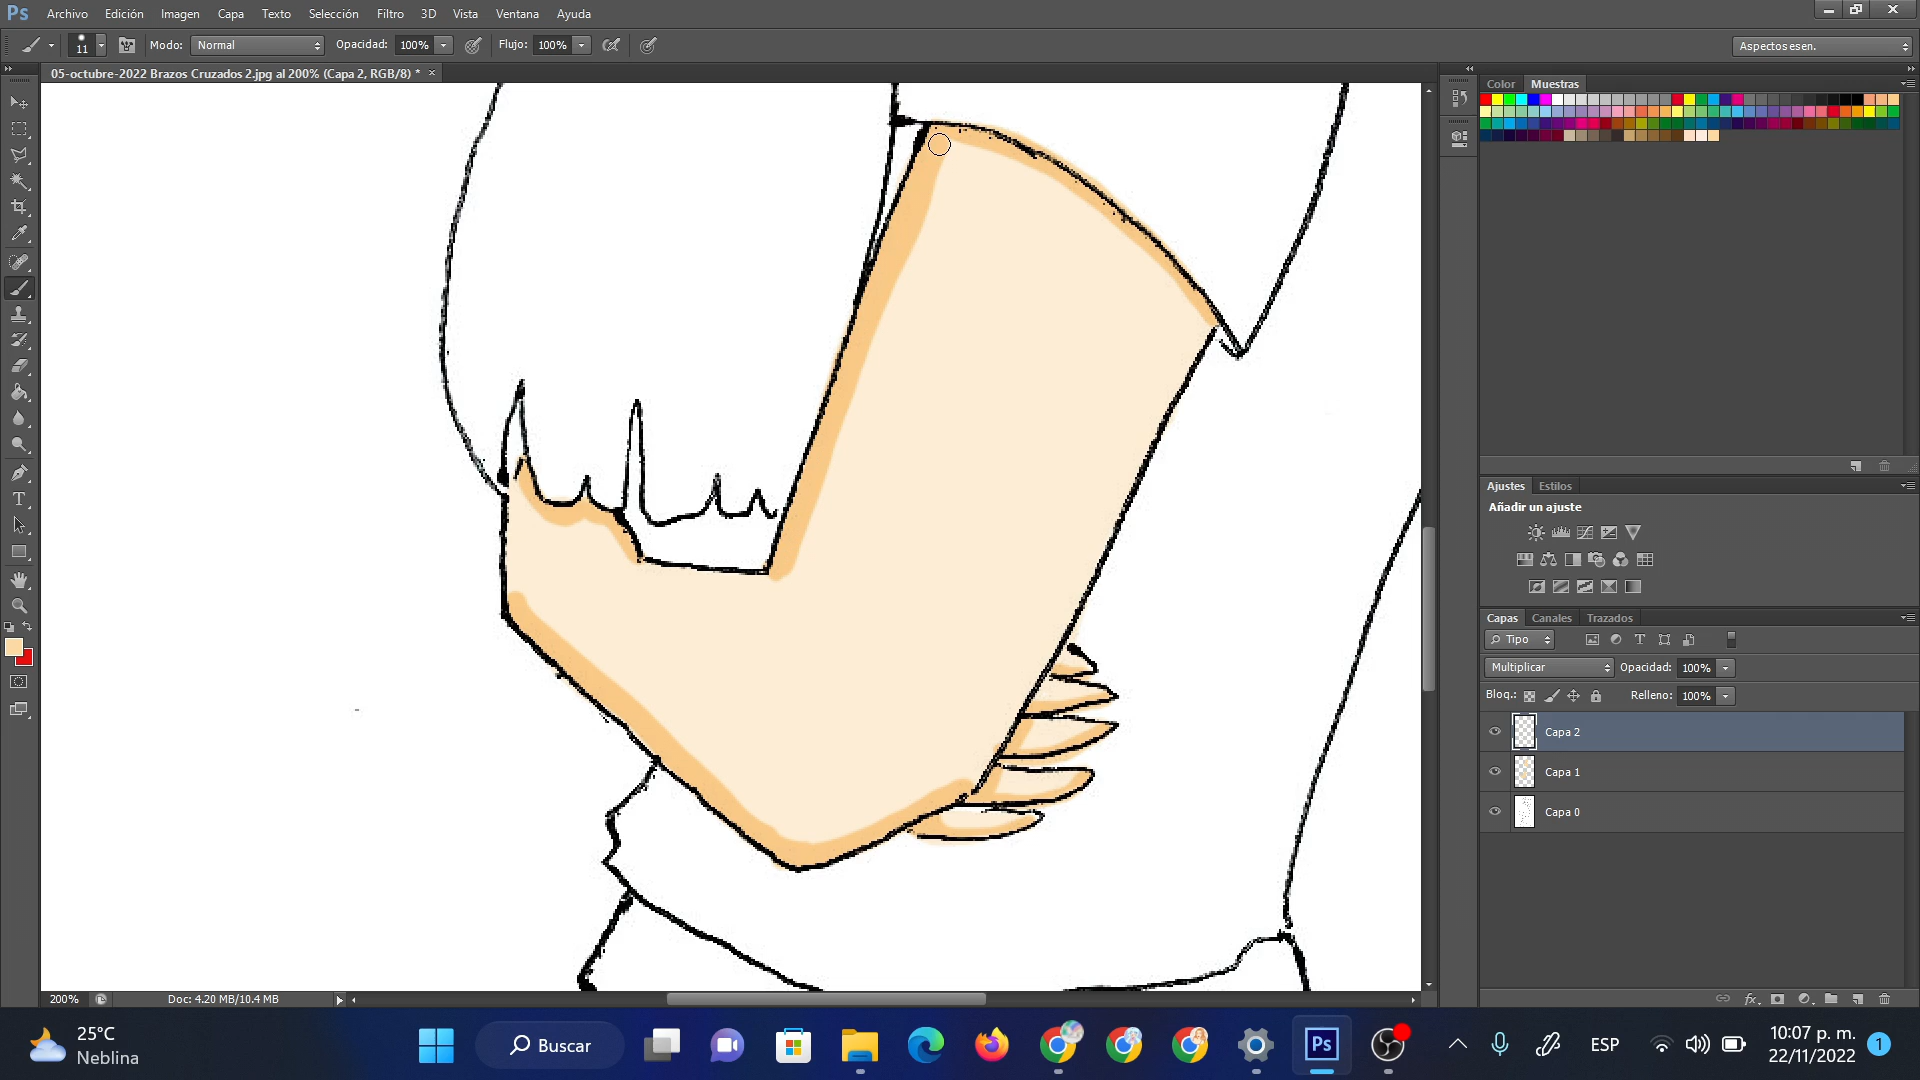 Ps Archivo Edición Imagen Capa Texto Selección Filtro 3D Vista Ventana Ayuda
11 Modo: Normal Opacidad: 100% Flujo: 100% Aspectos esen.
05-octubre-2022 Brazos Cruzados 2.jpg al 200% (Capa 2, RGB/8) * ×
Color Muestras
Ajustes Estilos
Añadir un ajuste
Capas Canales Trazados
Tipo
Multiplicar Opacidad: 100%
Bloq.: Relleno: 100%
Capa 2
Capa 1
Capa 0
200% Doc: 4.20 MB/10.4 MB
25°C
Neblina
Buscar
Ps
ESP
10:07 p. m.
22/11/2022
1